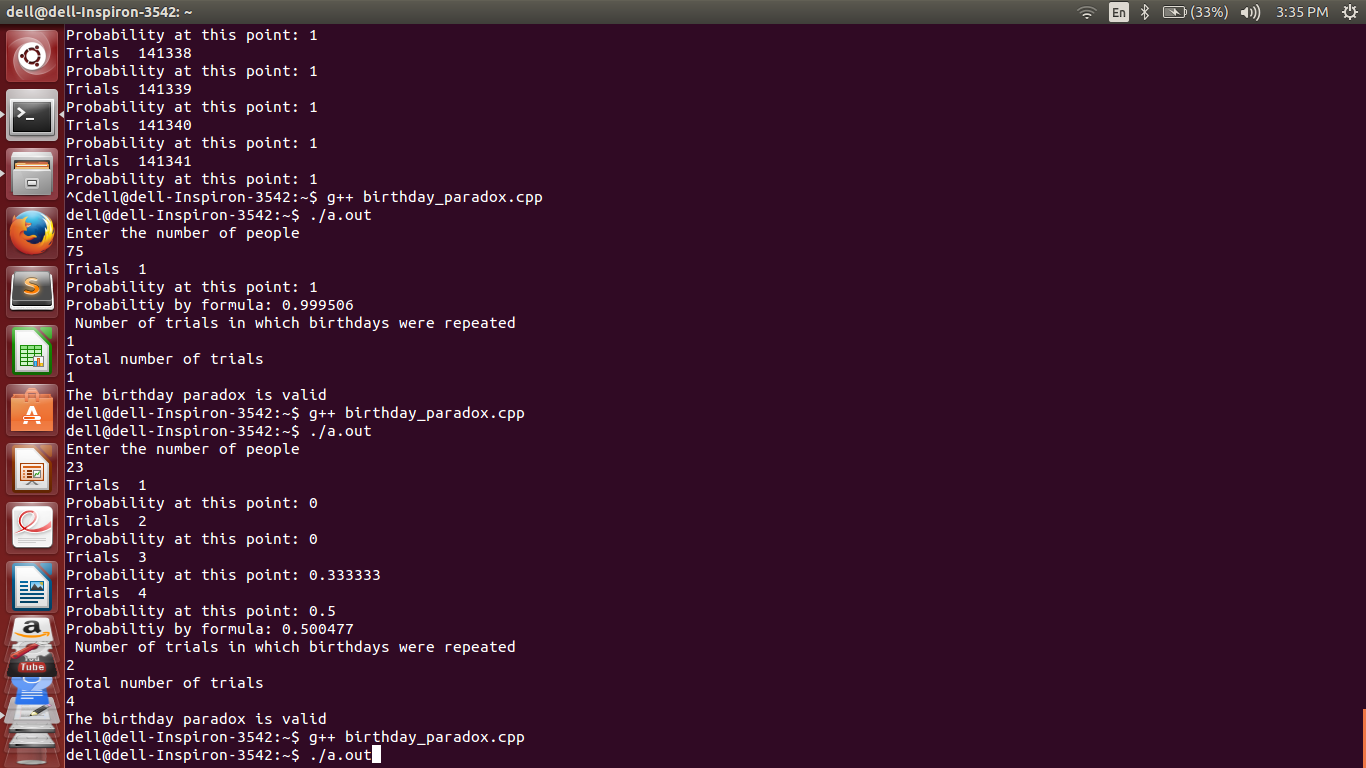 dell@dell-Inspiron-3542: ~
En
(33%)
3:35 PM
Probability at this point: 1
Trials  141338
Probability at this point: 1
Trials  141339
Probability at this point: 1
Trials  141340
Probability at this point: 1
Trials  141341
Probability at this point: 1
^Cdell@dell-Inspiron-3542:~$ g++ birthday_paradox.cpp
dell@dell-Inspiron-3542:~$ ./a.out
Enter the number of people
75
Trials  1
Probability at this point: 1
Probabiltiy by formula: 0.999506
 Number of trials in which birthdays were repeated
1
Total number of trials
1
The birthday paradox is valid
dell@dell-Inspiron-3542:~$ g++ birthday_paradox.cpp
dell@dell-Inspiron-3542:~$ ./a.out
Enter the number of people
23
Trials  1
Probability at this point: 0
Trials  2
Probability at this point: 0
Trials  3
Probability at this point: 0.333333
Trials  4
Probability at this point: 0.5
Probabiltiy by formula: 0.500477
 Number of trials in which birthdays were repeated
2
Total number of trials
4
The birthday paradox is valid
dell@dell-Inspiron-3542:~$ g++ birthday_paradox.cpp
dell@dell-Inspiron-3542:~$ ./a.out
>_
S
A
a
You
Tube